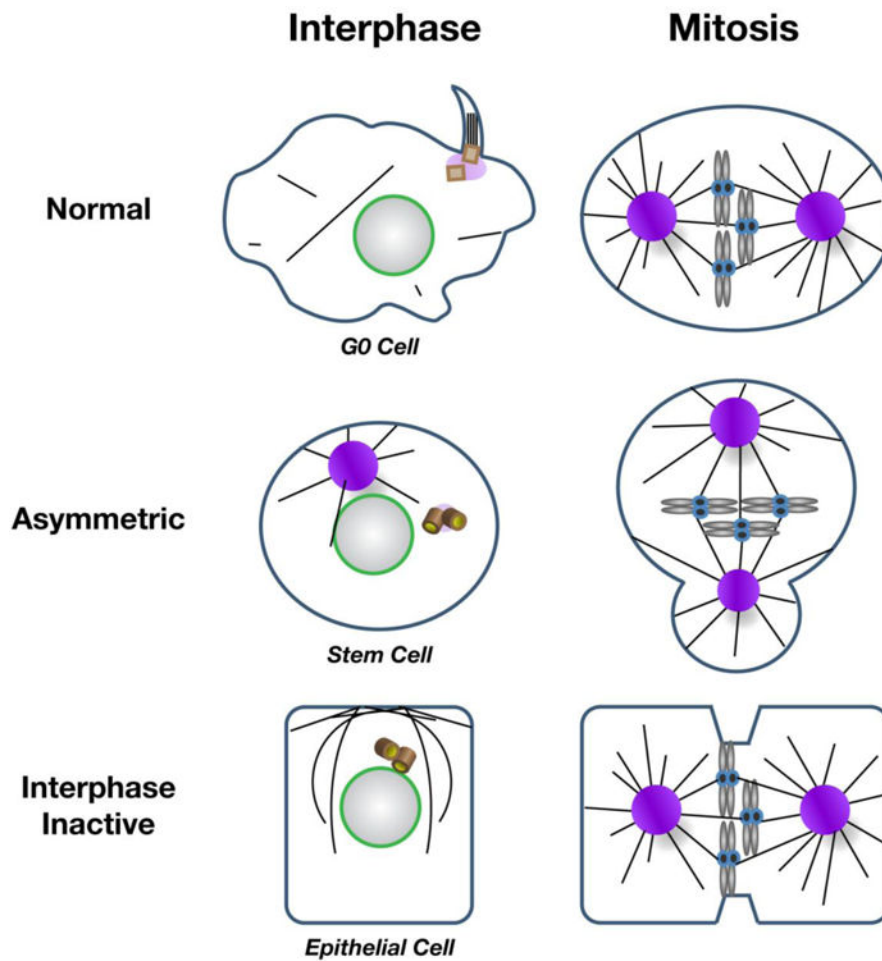 Interphase Mitosis
Normal
G0 Cell
Asymmetric
Stem Cell
Interphase
Inactive
Epithelial Cell